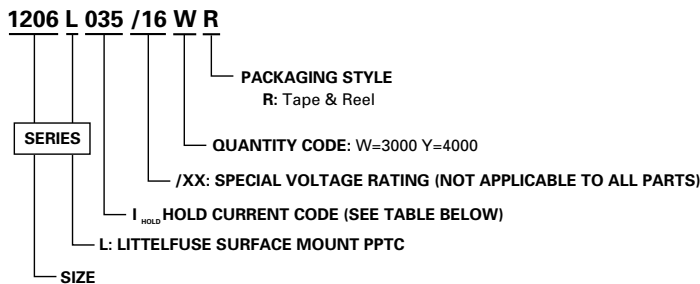 1206 L 035 /16 W R
PACKAGING STYLE
R: Tape & Reel
SERIES
QUANTITY CODE: W=3000 Y=4000
/XX: SPECIAL VOLTAGE RATING (NOT APPLICABLE TO ALL PARTS)
I HOLD HOLD CURRENT CODE (SEE TABLE BELOW)
L: LITTELFUSE SURFACE MOUNT PPTC
SIZE